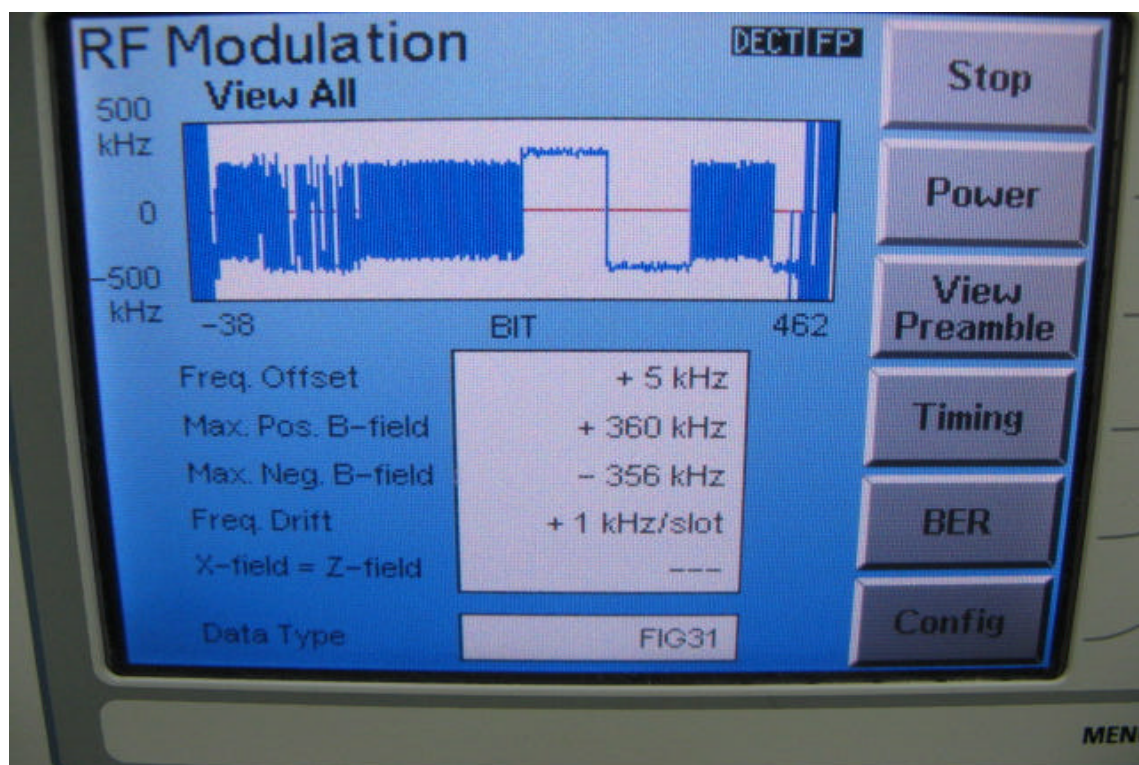 RF Modulation
DECT FP
View All
500
kHz
0
-500
kHz
-38
BIT
462
Freq. Offset + 5 kHz
Max. Pos. B-field + 360 kHz
Max. Neg. B-field - 356 kHz
Freq. Drift + 1 kHz/slot
X-field = Z-field ---
Data Type FIG31
Stop
Power
View
Preamble
Timing
BER
Config